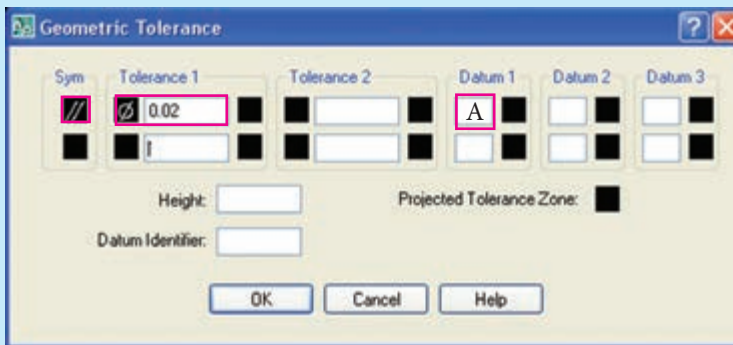 Geometric Tolerance
Sym Tolerance 1 Tolerance 2 Datum 1 Datum 2 Datum 3
// Ø 0.02 A
Height:
Projected Tolerance Zone:
Datum Identifier:
OK Cancel Help